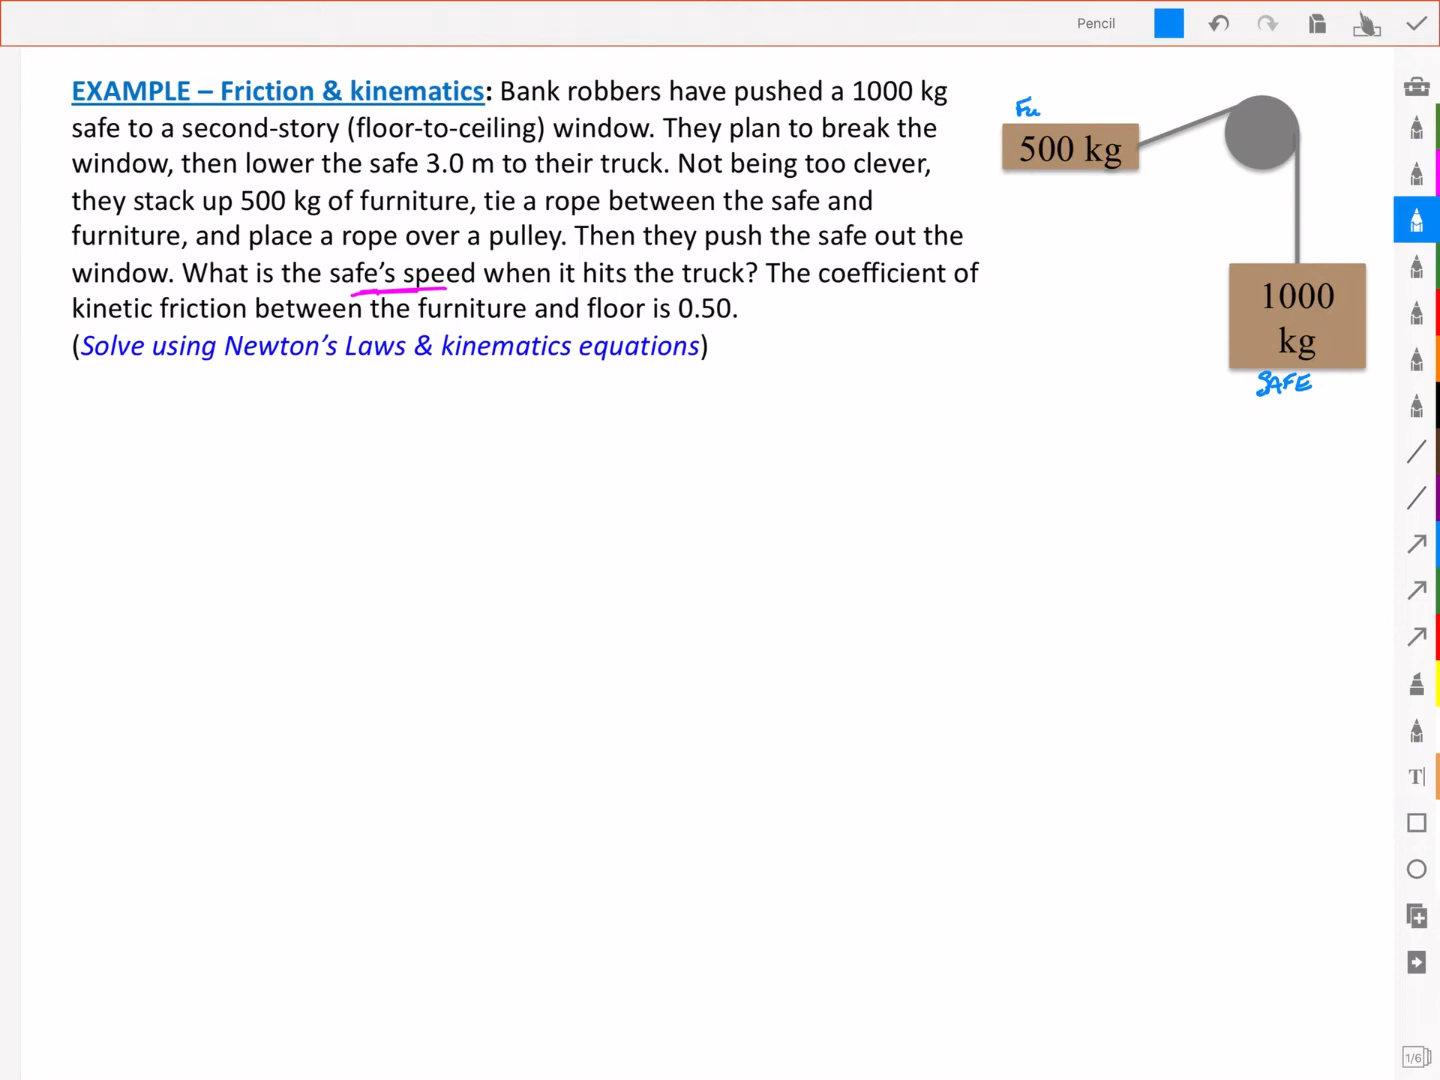 Pencil
EXAMPLE – Friction & kinematics: Bank robbers have pushed a 1000 kg
safe to a second-story (floor-to-ceiling) window. They plan to break the
window, then lower the safe 3.0 m to their truck. Not being too clever,
they stack up 500 kg of furniture, tie a rope between the safe and
furniture, and place a rope over a pulley. Then they push the safe out the
window. What is the safe’s speed when it hits the truck? The coefficient of
kinetic friction between the furniture and floor is 0.50.
(Solve using Newton’s Laws & kinematics equations)
Fu
500 kg
1000
kg
SAFE
T
1/6